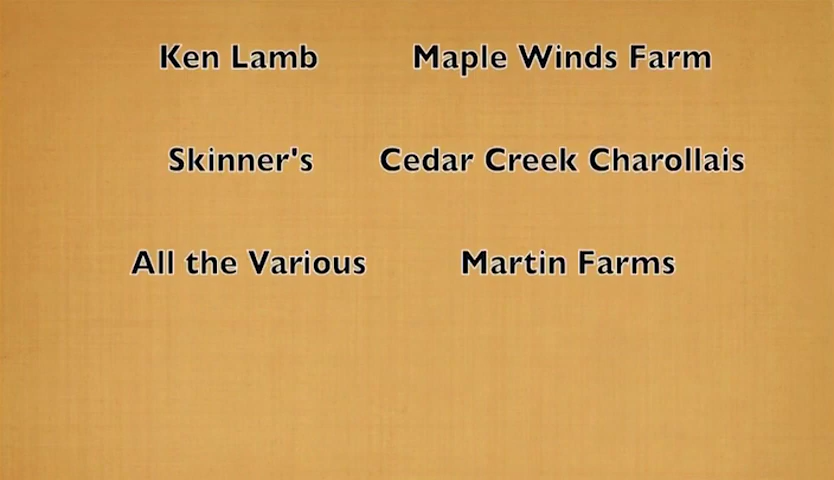 Ken Lamb Maple Winds Farm
Skinner's Cedar Creek Charollais
All the Various Martin Farms